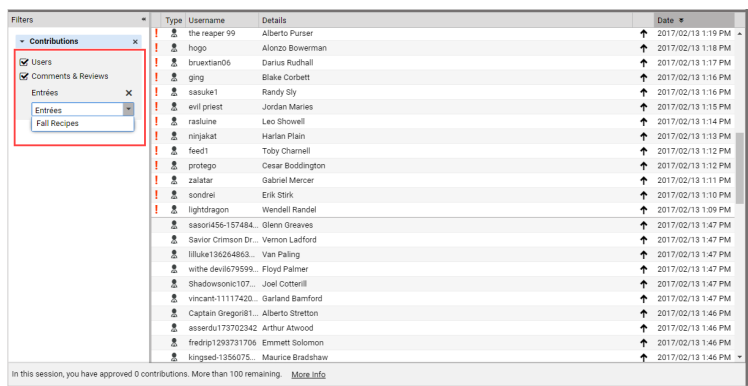 Filters
Contributions ×
Users
Comments & Reviews
Entrées ×
Entrées
Fall Recipes
Type Username Details Date
! the reaper 99 Alberto Purser 2017/02/13 1:19 PM
! hogo Alonzo Bowerman 2017/02/13 1:18 PM
! bruextian06 Darius Rudhall 2017/02/13 1:17 PM
! ging Blake Corbett 2017/02/13 1:16 PM
! sasuke1 Randy Sly 2017/02/13 1:16 PM
! evil priest Jordan Maries 2017/02/13 1:15 PM
! rasluine Leo Showell 2017/02/13 1:14 PM
! ninjakat Harlan Plain 2017/02/13 1:13 PM
! feed1 Toby Charnell 2017/02/13 1:12 PM
! protego Cesar Boddington 2017/02/13 1:12 PM
! zalatar Gabriel Mercer 2017/02/13 1:11 PM
! sondrei Erik Stirk 2017/02/13 1:10 PM
! lightdragon Wendell Randel 2017/02/13 1:09 PM
sasori456-157484... Glenn Greaves 2017/02/13 1:47 PM
Savior Crimson Dr... Vernon Ladford 2017/02/13 1:47 PM
lilluke136264863... Van Paling 2017/02/13 1:47 PM
withe devil679599... Floyd Palmer 2017/02/13 1:47 PM
Shadowsonic107... Joel Cotterill 2017/02/13 1:47 PM
vincant-11117420... Garland Bamford 2017/02/13 1:47 PM
Captain Gregori81... Alberto Stretton 2017/02/13 1:46 PM
asserdu173702342 Arthur Atwood 2017/02/13 1:46 PM
fredrip1293731706 Emmett Solomon 2017/02/13 1:46 PM
kingsed-1356075... Maurice Bradshaw 2017/02/13 1:46 PM
In this session, you have approved 0 contributions. More than 100 remaining. More Info